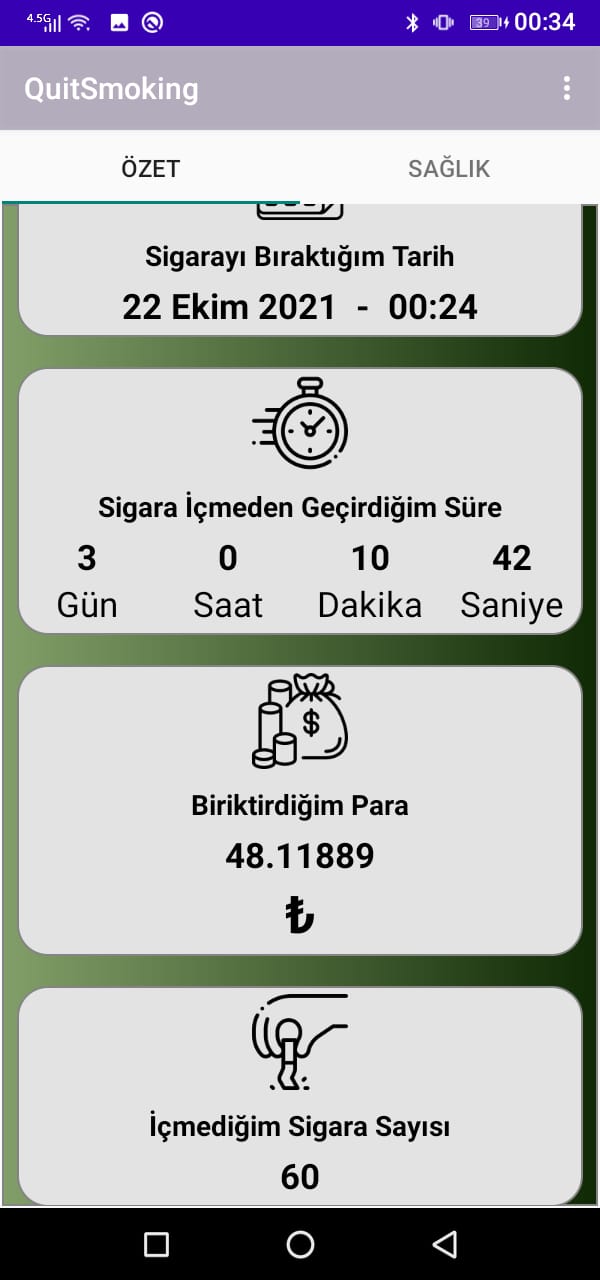 4.5G 39 00:34
QuitSmoking
ÖZET SAĞLIK
Sigarayı Bıraktığım Tarih
22 Ekim 2021 - 00:24
Sigara İçmeden Geçirdiğim Süre
3 0 10 42
Gün Saat Dakika Saniye
$
Biriktirdiğim Para
48.11889
₺
İçmediğim Sigara Sayısı
60